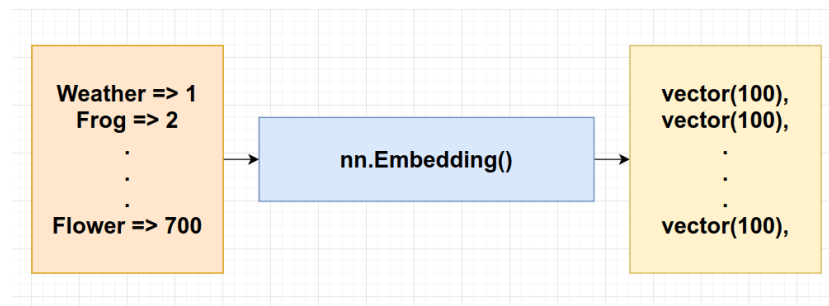 Weather => 1
Frog => 2
.
.
.
Flower => 700
nn.Embedding()
vector(100),
vector(100),
.
.
.
vector(100),